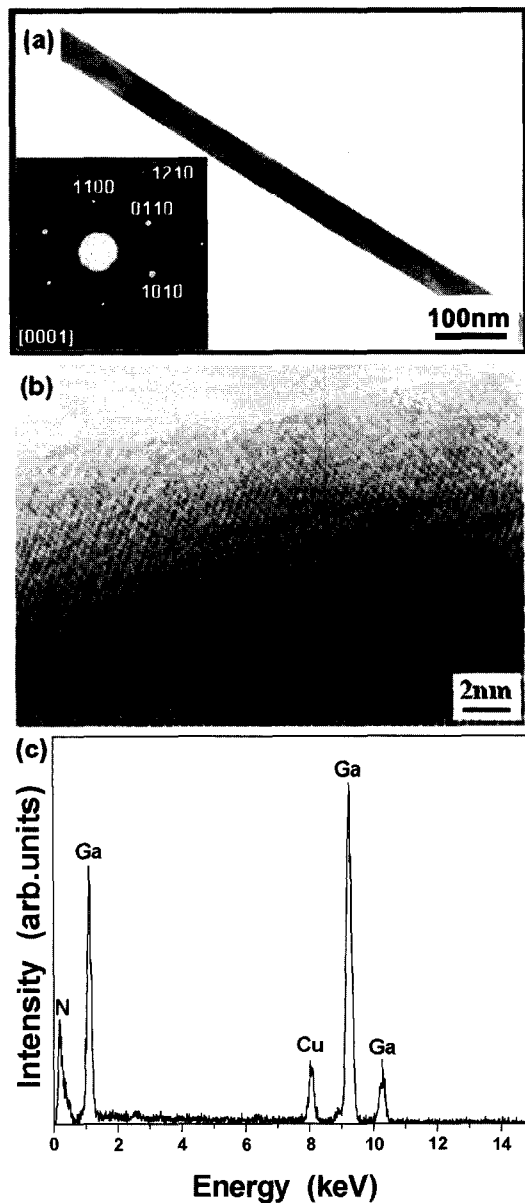 (a)
1210
1100
0110
1010
[0001]
100nm
(b)
2nm
(c)
Ga
Ga
N
Cu
Ga
Intensity (arb.units)
0 2 4 6 8 10 12 14
Energy (keV)